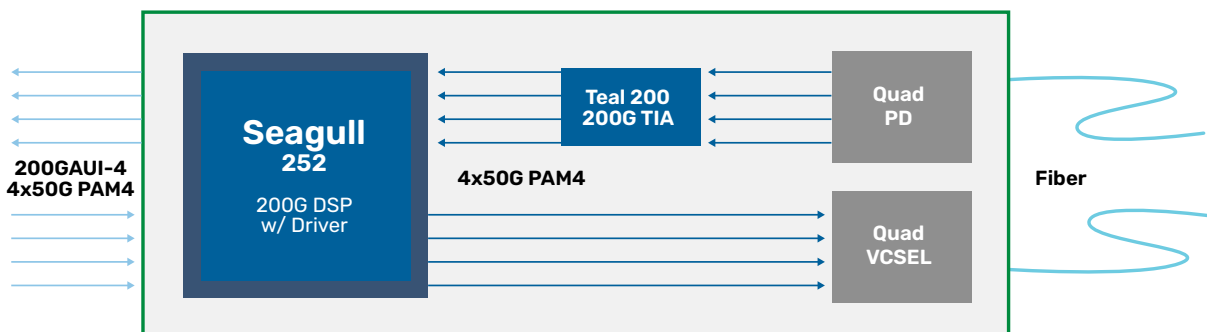 200GAUI-4
4x50G PAM4
Seagull
252
200G DSP
w/ Driver
Teal 200
200G TIA
4x50G PAM4
Quad
PD
Quad
VCSEL
Fiber